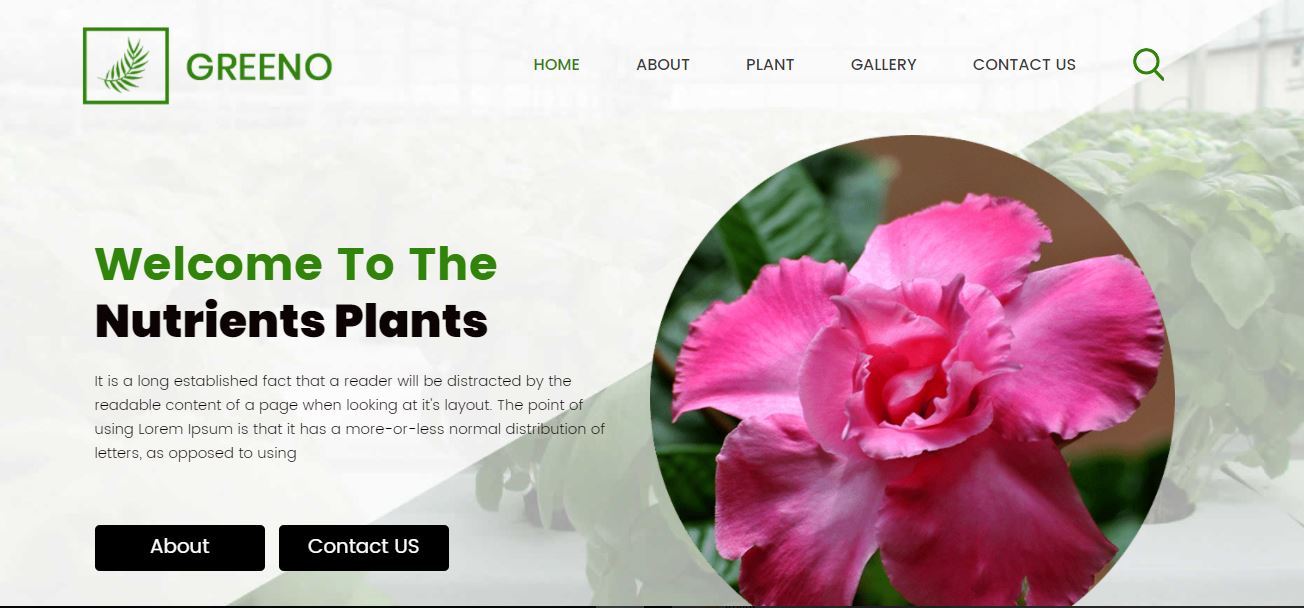 GREENO
HOME ABOUT PLANT GALLERY CONTACT US
Welcome To The
Nutrients Plants
It is a long established fact that a reader will be distracted by the
readable content of a page when looking at it's layout. The point of
using Lorem Ipsum is that it has a more-or-less normal distribution of
letters, as opposed to using
About Contact US